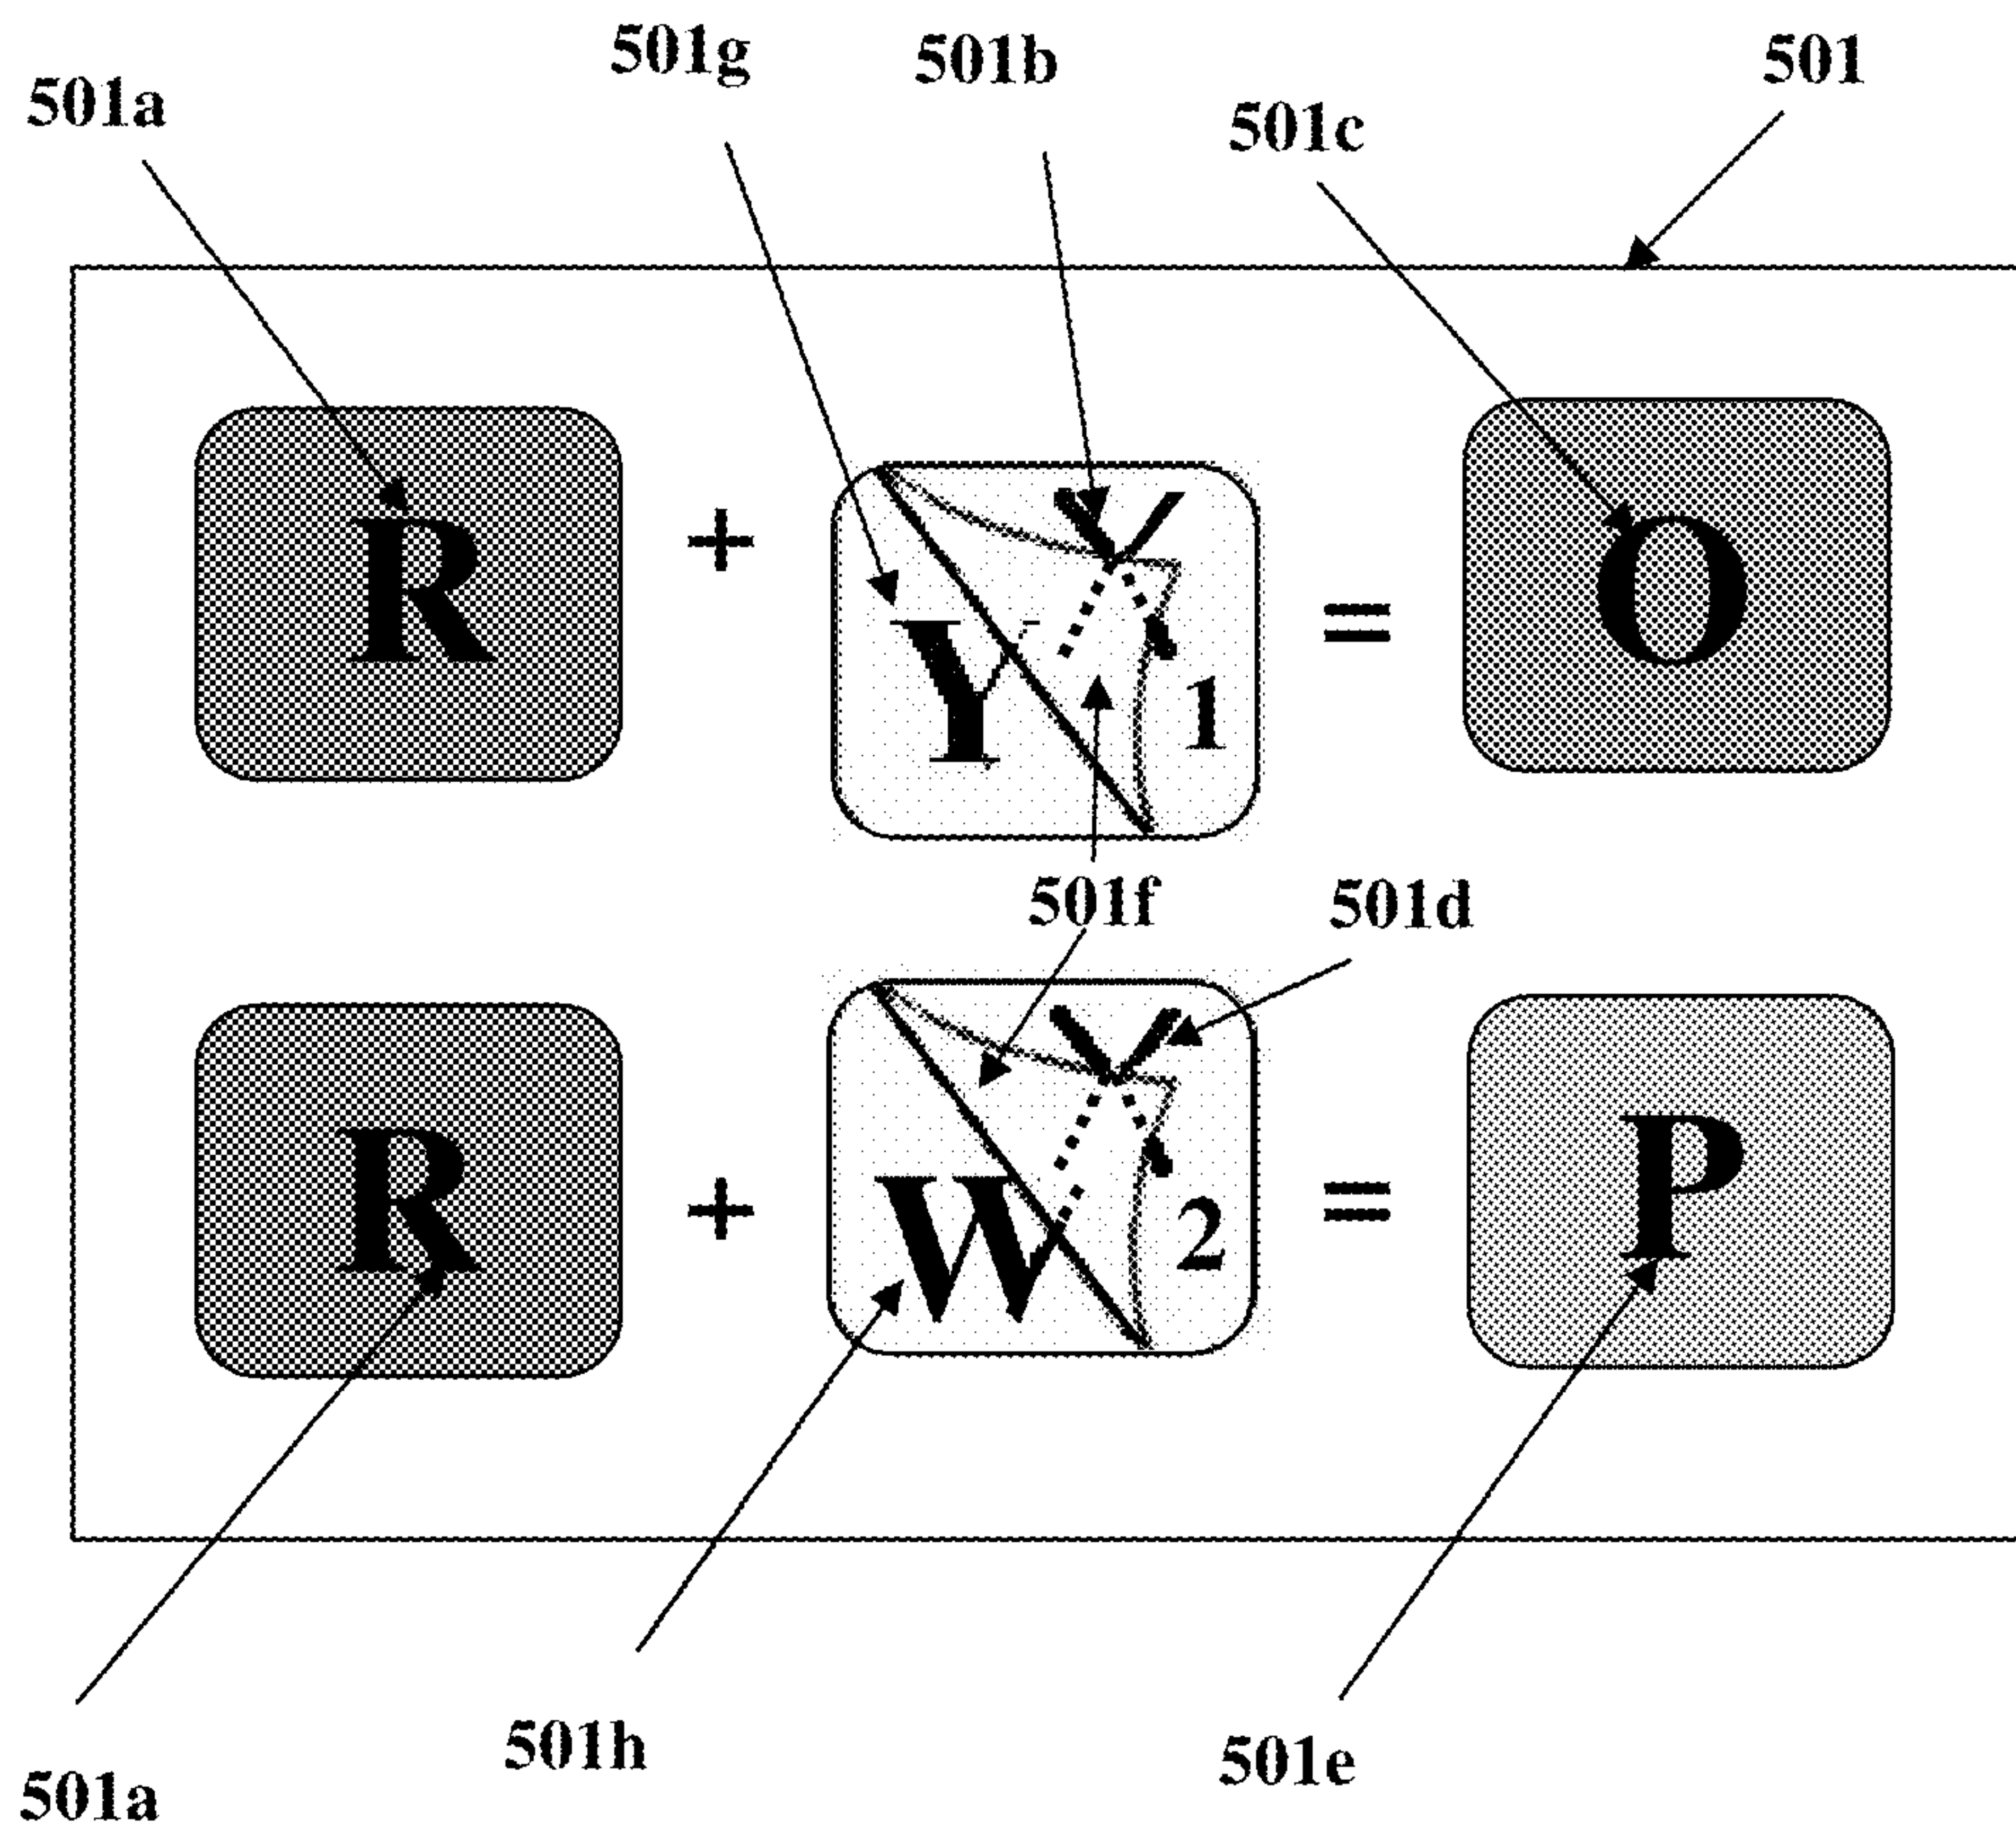 501g 501b 501
501a 501c
R + Y X 1 = O
501f 501d
R + W X 2 = P
501h 501e
501a